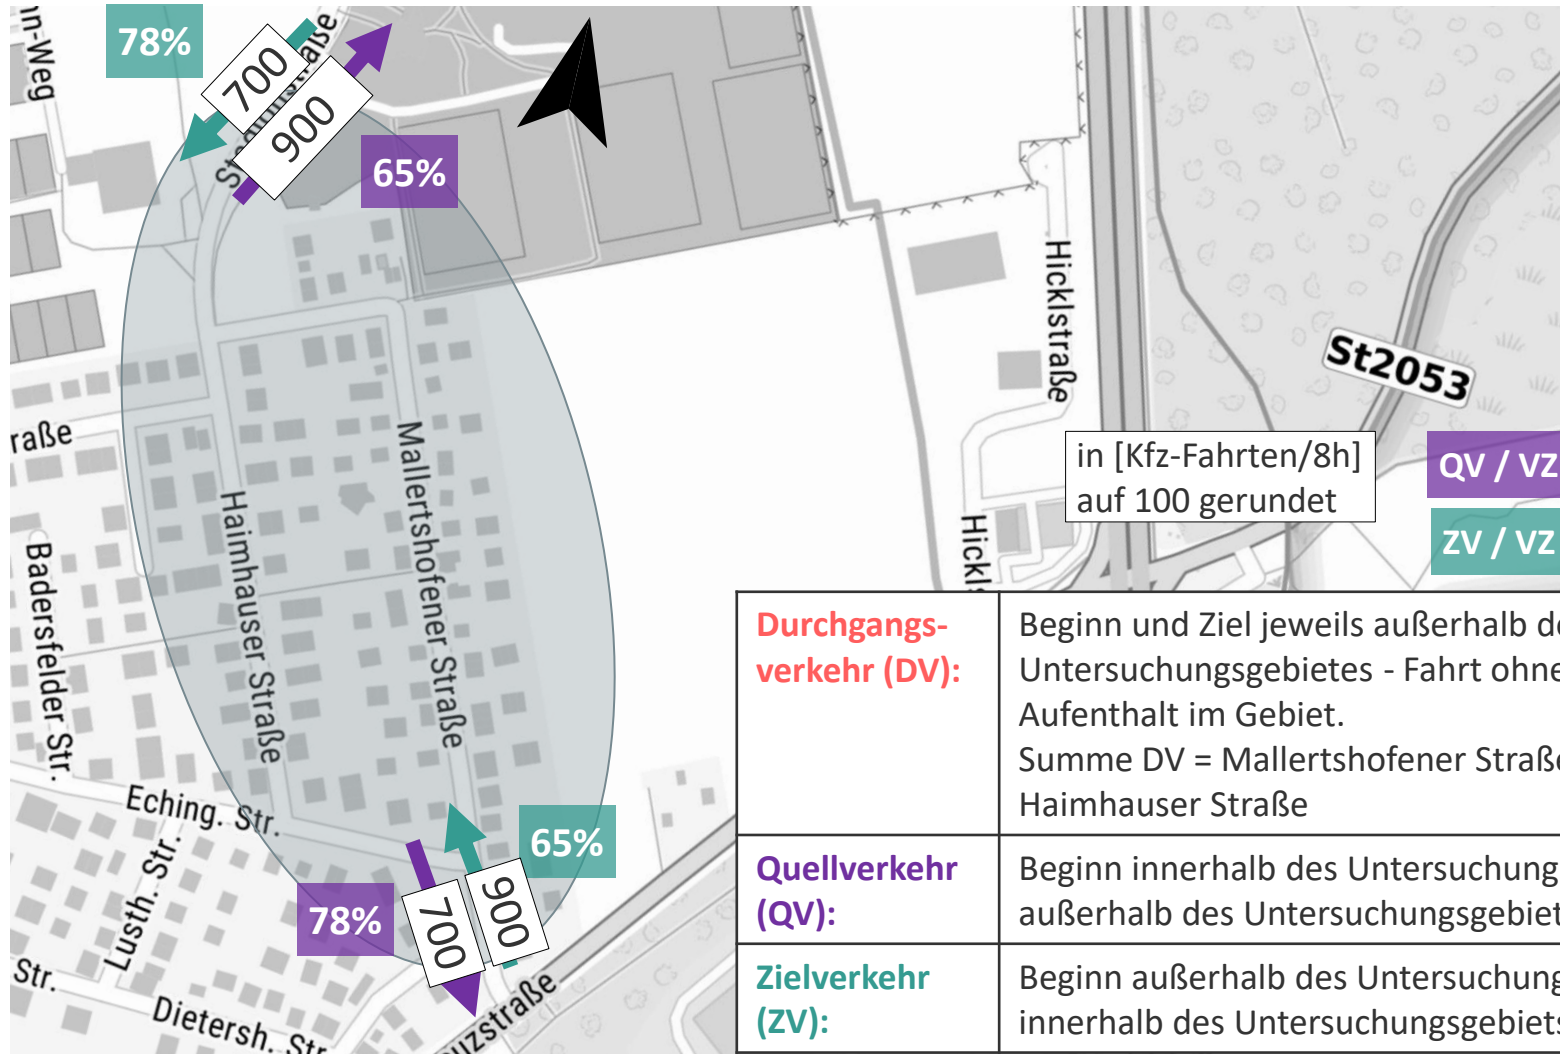 78%
700
900
65%
Hicklstraße
St2053
raße
Mallertshofener Straße
Haimhauser Straße
Badersfelder Str.
in [Kfz-Fahrten/8h]
auf 100 gerundet
QV / VZ
ZV / VZ
Eching. Str.
Lusth. Str.
Str.
Dietersh. Str
78%
700
900
65%
Durchgangs-
verkehr (DV):
Beginn und Ziel jeweils außerhalb de
Untersuchungsgebietes - Fahrt ohne
Aufenthalt im Gebiet.
Summe DV = Mallertshofener Straße
Haimhauser Straße
Quellverkehr
(QV):
Beginn innerhalb des Untersuchung
außerhalb des Untersuchungsgebiet
Zielverkehr
(ZV):
Beginn außerhalb des Untersuchung
innerhalb des Untersuchungsgebiets